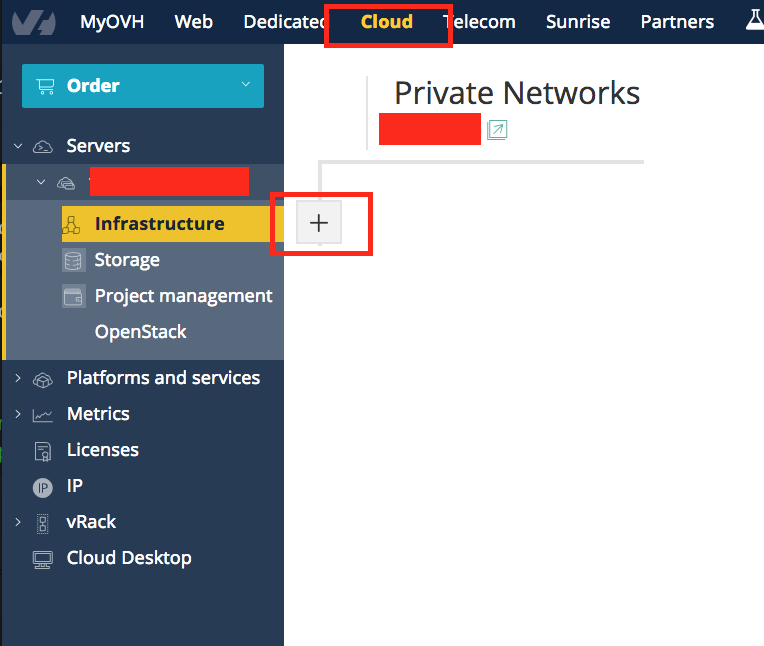 MyOVH Web Dedicated Cloud Telecom Sunrise Partners
Order
Private Networks
Servers
Infrastructure
+
Storage
Project management
OpenStack
Platforms and services
Metrics
Licenses
IP
vRack
Cloud Desktop